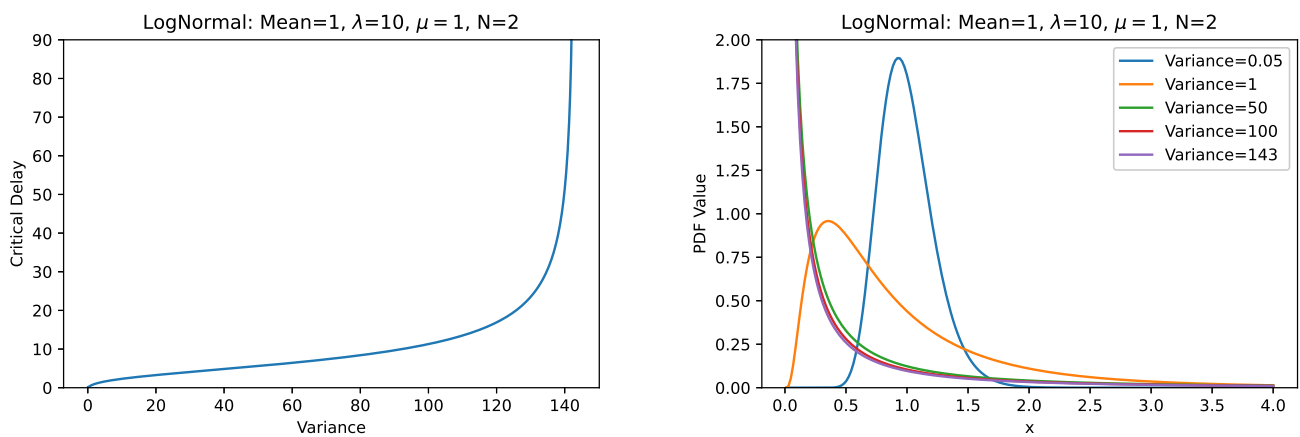 LogNormal: Mean=1, λ=10, μ = 1, N=2
90
80
70
60
50
40
30
20
10
0
Critical Delay
0 20 40 60 80 100 120 140
Variance
LogNormal: Mean=1, λ=10, μ = 1, N=2
2.00
1.75
1.50
1.25
1.00
0.75
0.50
0.25
0.00
PDF Value
Variance=0.05
Variance=1
Variance=50
Variance=100
Variance=143
0.0 0.5 1.0 1.5 2.0 2.5 3.0 3.5 4.0
x